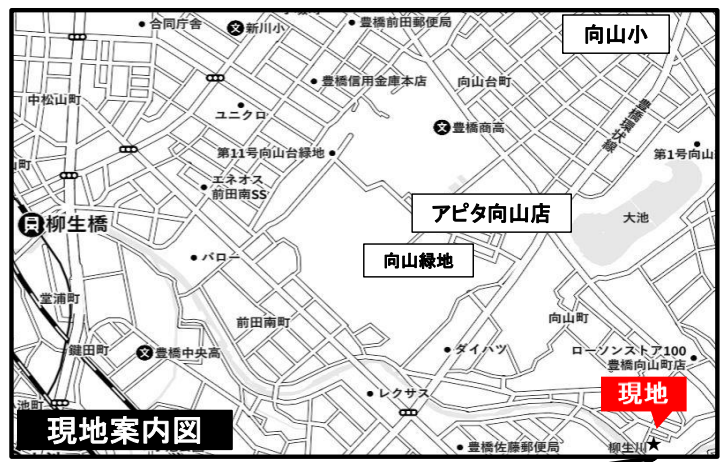 合同庁舎
新川小
豊橋前田郵便局
向山小
豊橋信用金庫本店
向山台町
中松山町
ユニクロ
豊橋環状線
豊橋商高
第11号向山台緑地
第1号向山
山町
エネオス
前田南SS
アピタ向山店
大池
柳生橋
バロー
向山緑地
堂浦町
前田南町
向山町
鍵田町
豊橋中央高
ダイハツ
ローソンストア100
豊橋向山町店
レクサス
現地
小池町
現地案内図
豊橋佐藤郵便局
柳生川